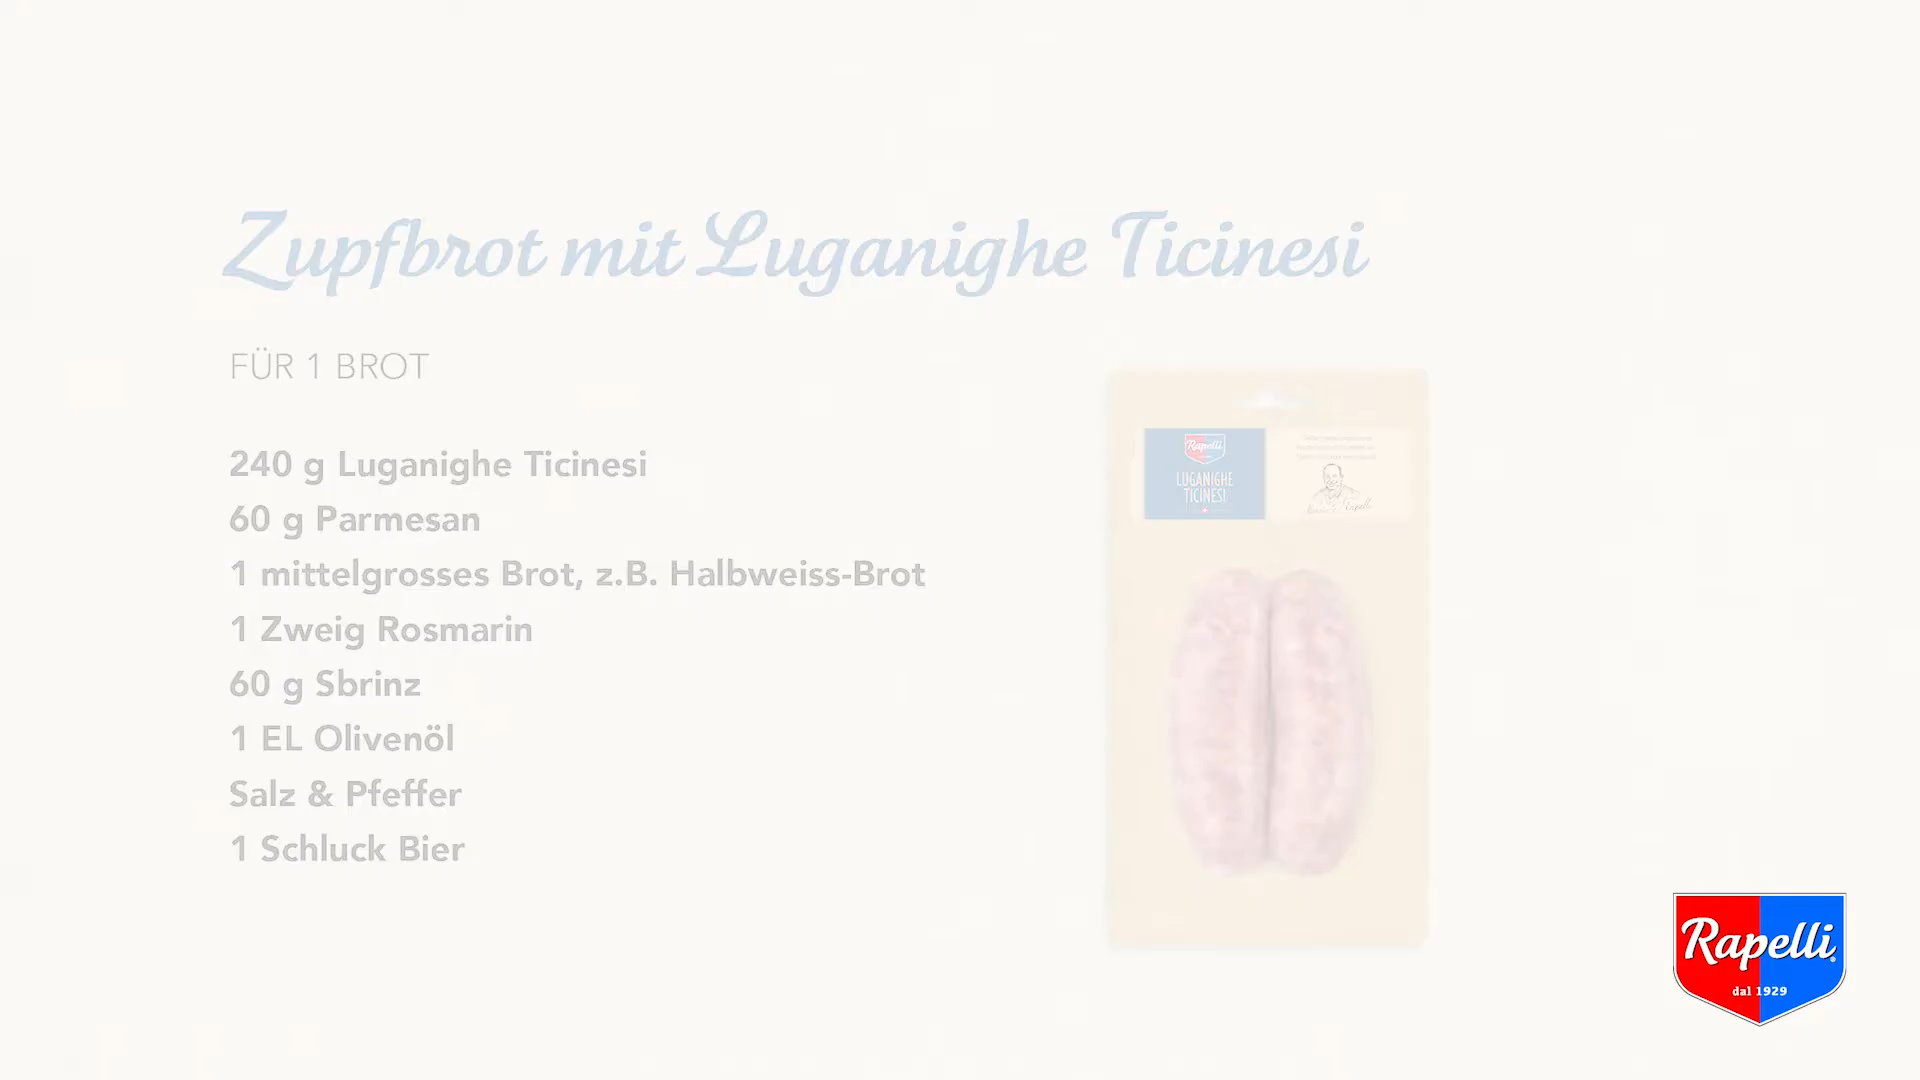 Zupfbrot mit Luganighe Ticinesi
FÜR 1 BROT
240 g Luganighe Ticinesi
60 g Parmesan
1 mittelgrosses Brot, z.B. Halbweiss-Brot
1 Zweig Rosmarin
60 g Sbrinz
1 EL Olivenöl
Salz & Pfeffer
1 Schluck Bier
Rapelli
LUGANIGHE
TICINESI
Rapelli®
dal 1929